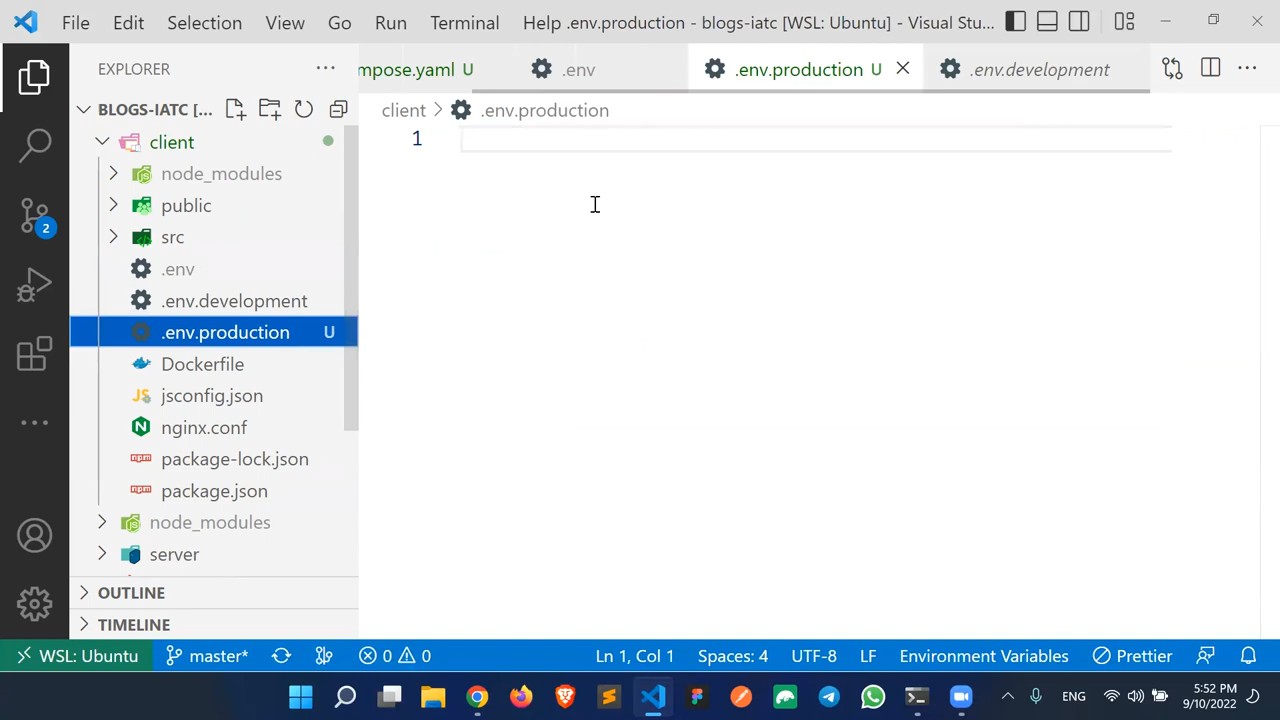 File Edit Selection View Go Run Terminal Help .env.production - blogs-iatc [WSL: Ubuntu] - Visual Stu...
EXPLORER
mpose.yaml U .env .env.production U .env.development
BLOGS-IATC [...
client > .env.production
1
client
node_modules
public
src
.env
.env.development
.env.production U
Dockerfile
jsconfig.json
nginx.conf
package-lock.json
package.json
node_modules
server
OUTLINE
TIMELINE
2
WSL: Ubuntu master* 0 0 Ln 1, Col 1 Spaces: 4 UTF-8 LF Environment Variables Prettier
ENG 5:52 PM
9/10/2022